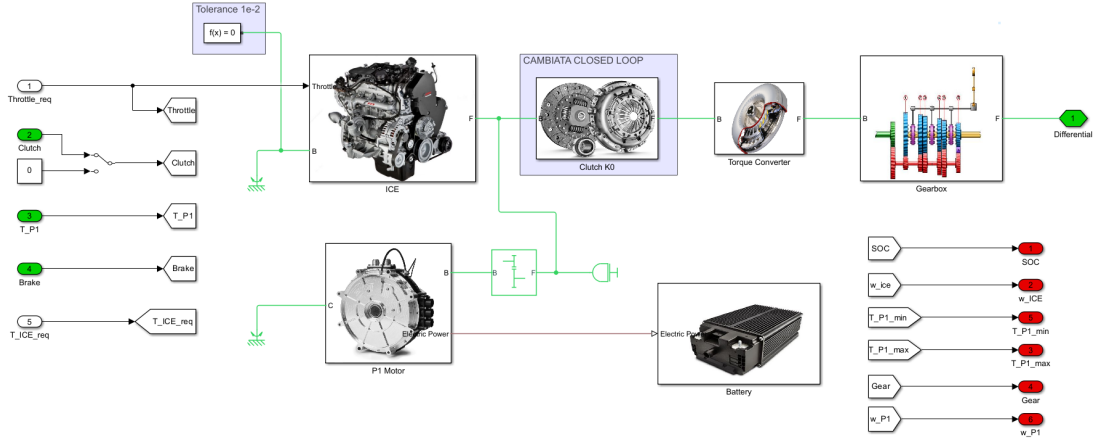 Tolerance 1e-2
f(x) = 0
1
Throttle_req
Throttle
2
Clutch
0
Clutch
3
T_P1
T_P1
4
Brake
Brake
5
T_ICE_req
T_ICE_req
Throttle
B
F
ICE
CAMBIATA CLOSED LOOP
B
Clutch K0
B
F
Torque Converter
B
F
Gearbox
1
Differential
C
B
Electric Power
P1 Motor
B
F
Electric Pow
Battery
SOC
1
SOC
w_ice
2
w_ICE
T_P1_min
5
T_P1_min
T_P1_max
3
T_P1_max
Gear
4
Gear
w_P1
6
w_P1